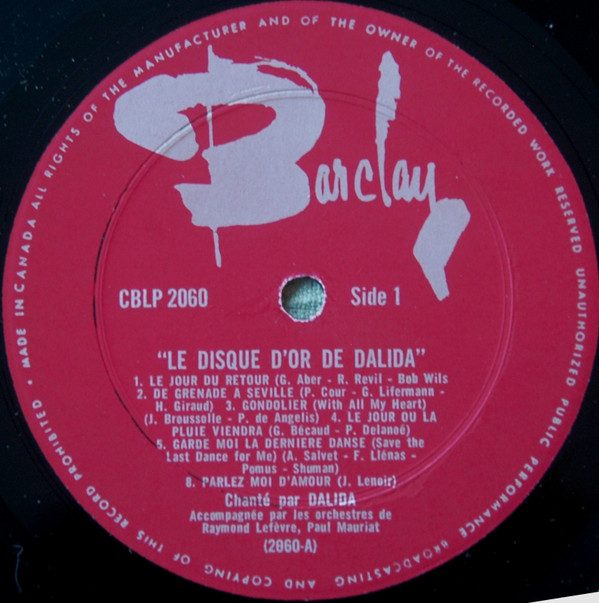 MADE IN CANADA ALL RIGHTS OF THE MANUFACTURER AND OF THE OWNER OF THE RECORDED WORK RESERVED UNAUTHORIZED PUBLIC PERFORMANCE BROADCASTING AND COPYING OF THIS RECORD PROHIBITED •
Barclay
CBLP 2060 Side 1
"LE DISQUE D'OR DE DALIDA"
1. LE JOUR DU RETOUR (G. Aber - R. Revil - Bob Wils
2. DE GRENADE A SEVILLE (P. Cour - G. Lifermann -
H. Giraud) 3. GONDOLIER (With All My Heart)
(J. Broussolle - P. de Angelis) 4. LE JOUR OU LA
PLUIE VIENDRA (G. Bécaud - P. Delanoé)
5. GARDE MOI LA DERNIERE DANSE (Save the
Last Dance for Me) (A. Salvet - F. Llénas -
Pomus - Shuman)
8. PARLEZ MOI D'AMOUR (J. Lenoir)
Chanté par DALIDA
Accompagnée par les orchestres de
Raymond Lefèvre, Paul Mauriat
(2060-A)